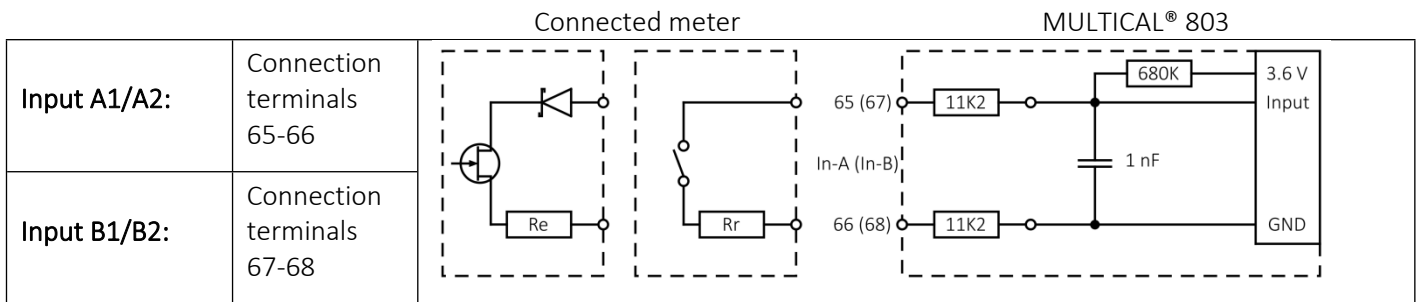 Connected meter
MULTICAL® 803
Input A1/A2:
Connection
terminals
65-66
Input B1/B2:
Connection
terminals
67-68
Re
Rr
65 (67)
In-A (In-B)
66 (68)
11K2
11K2
680K
1 nF
3.6 V
Input
GND